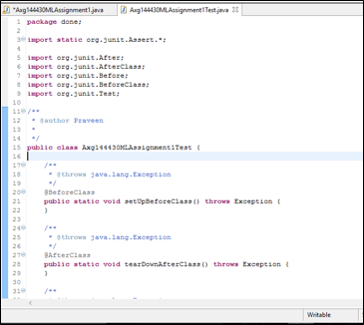 *Axg144430MLAssignment1.java
Axg144430MLAssignment1Test.java
1 package done;
2
3 import static org.junit.Assert.*;
4
5 import org.junit.After;
6 import org.junit.AfterClass;
7 import org.junit.Before;
8 import org.junit.BeforeClass;
9 import org.junit.Test;
10
11 /**
12 * @author Praveen
13 *
14 */
15 public class Axg144430MLAssignment1Test {
16
17 /**
18 * @throws java.lang.Exception
19 */
20 @BeforeClass
21 public static void setUpBeforeClass() throws Exception {
22 }
23
24 /**
25 * @throws java.lang.Exception
26 */
27 @AfterClass
28 public static void tearDownAfterClass() throws Exception {
29 }
30
31 /**
Writable